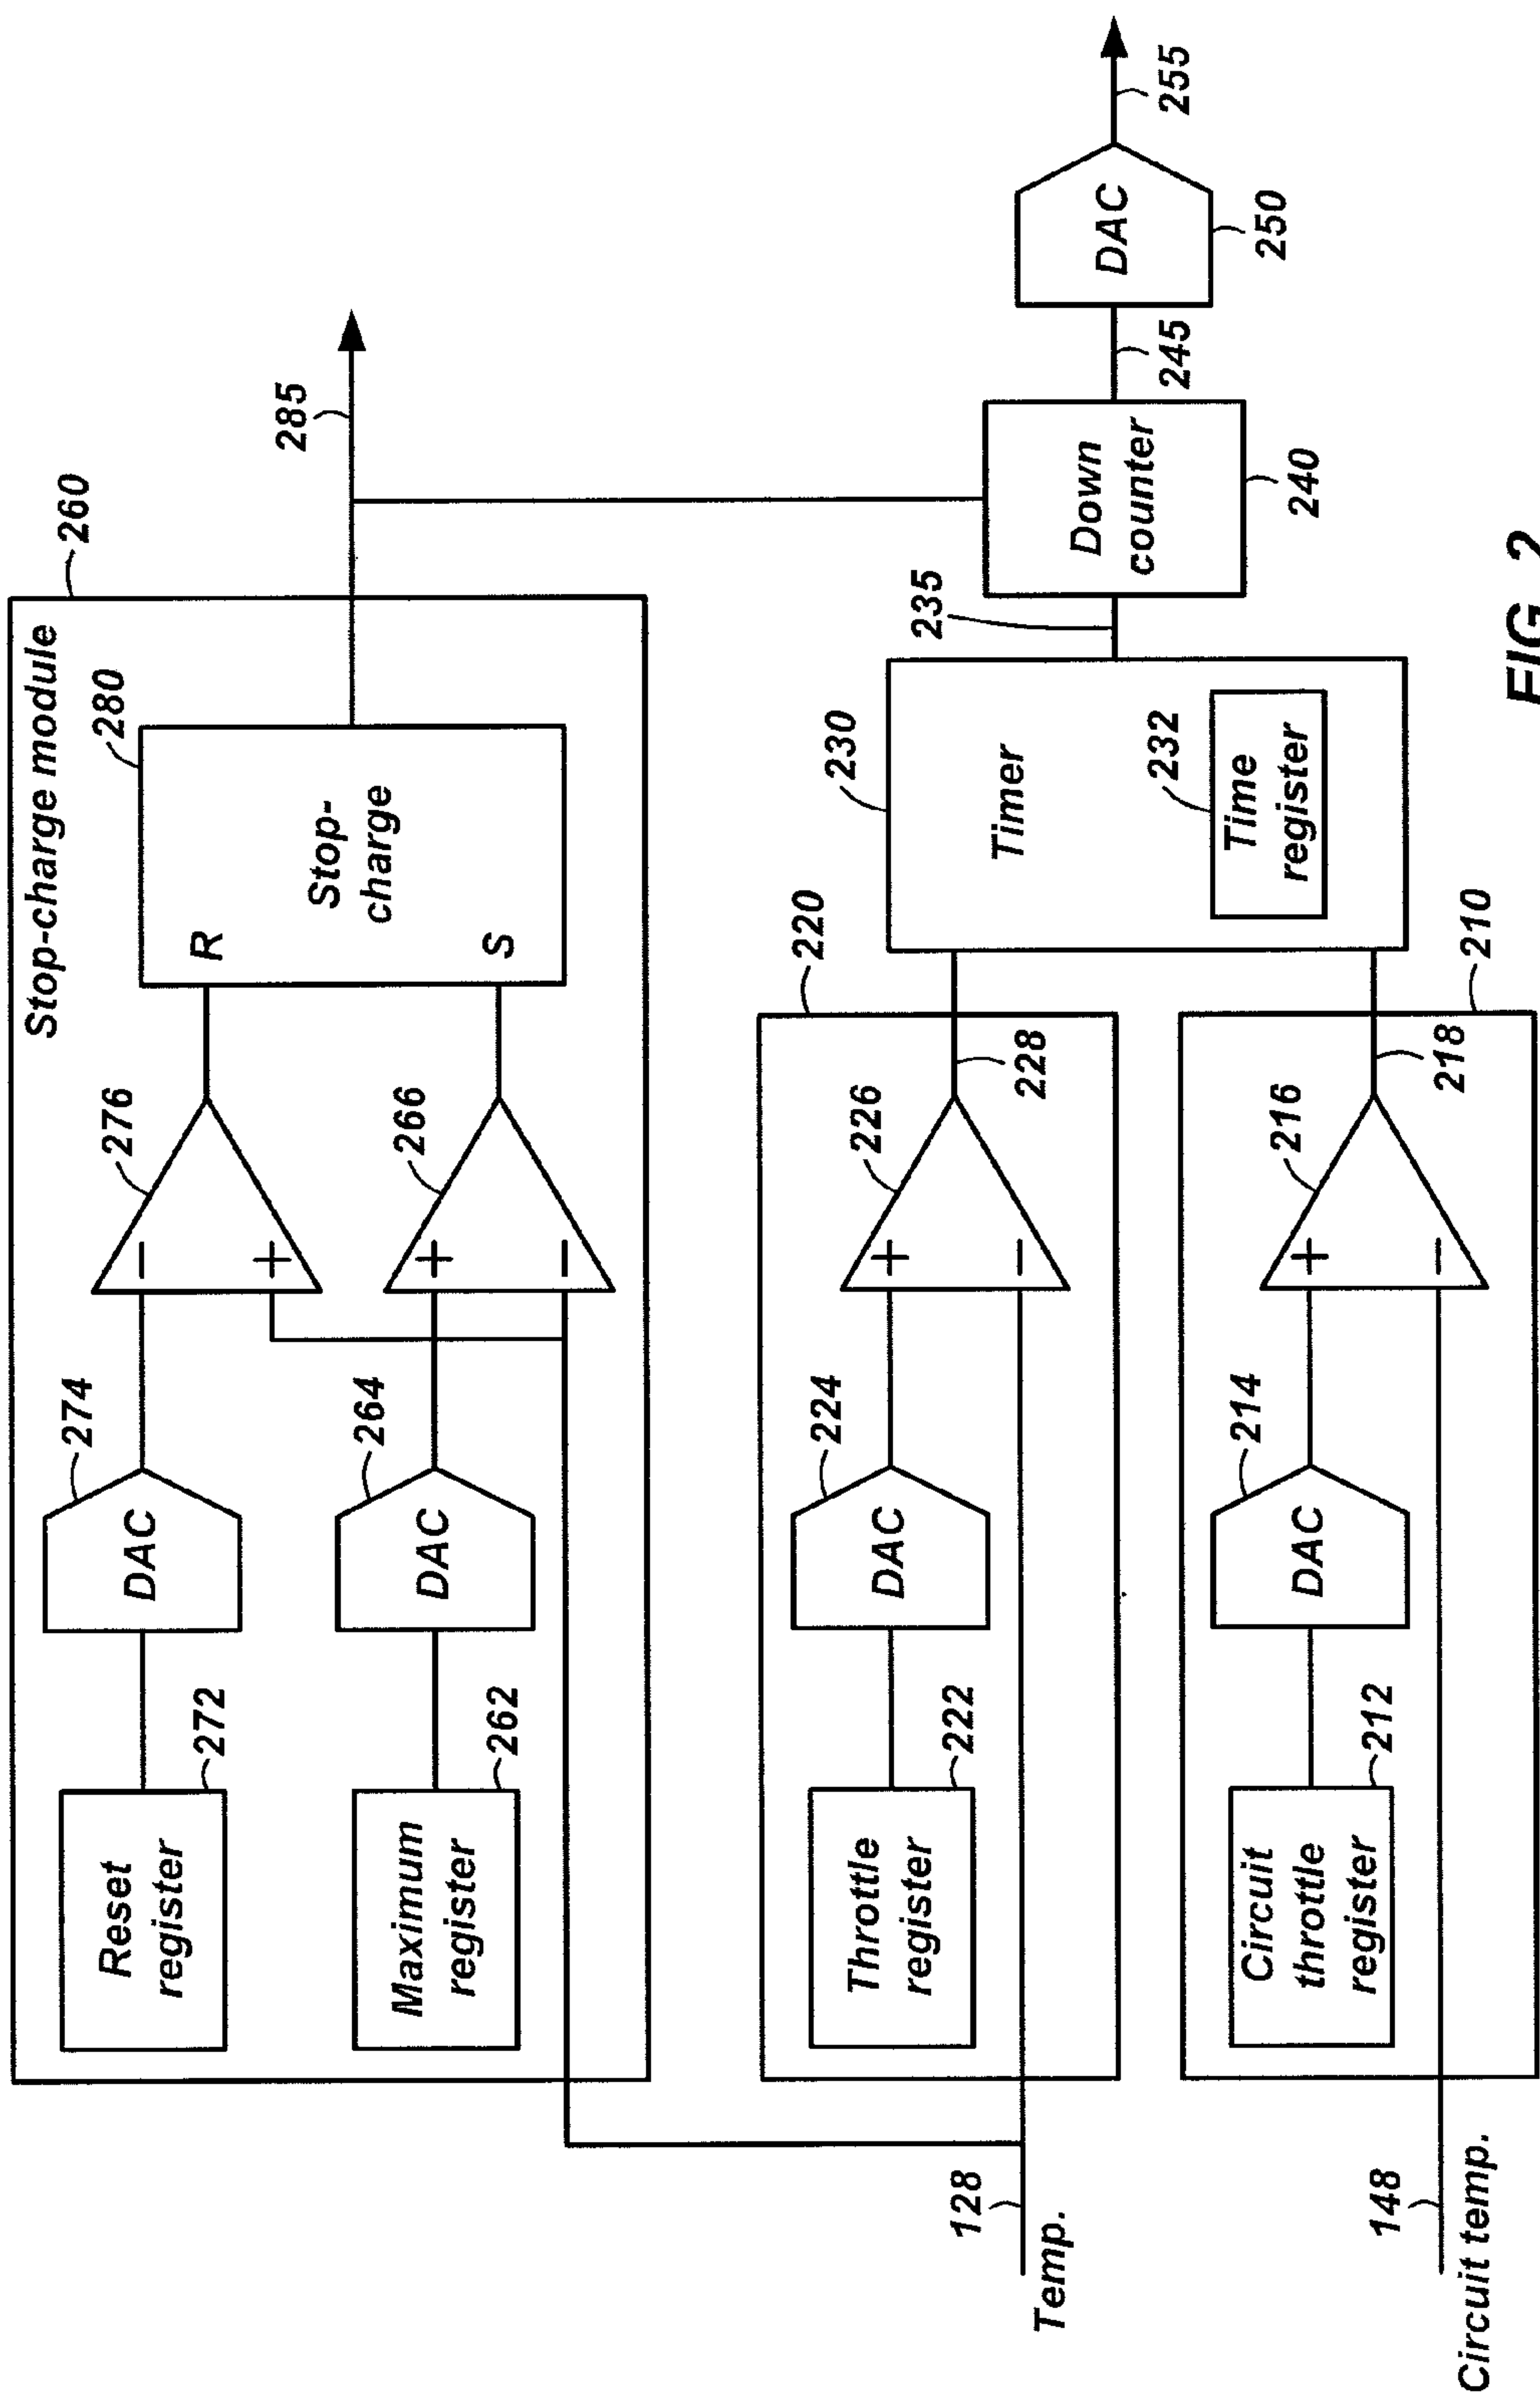 Stop-charge module
260
Reset
register
272
DAC
274
−
+
276
R
Stop-
charge
280
285
Maximum
register
262
DAC
264
+
−
266
S
Throttle
register
222
DAC
224
+
−
226
228
220
Timer
230
Time
register
232
235
Down
counter
240
245
DAC
250
255
128
Temp.
Circuit
throttle
register
212
DAC
214
+
−
216
218
210
148
Circuit temp.
FIG. 2